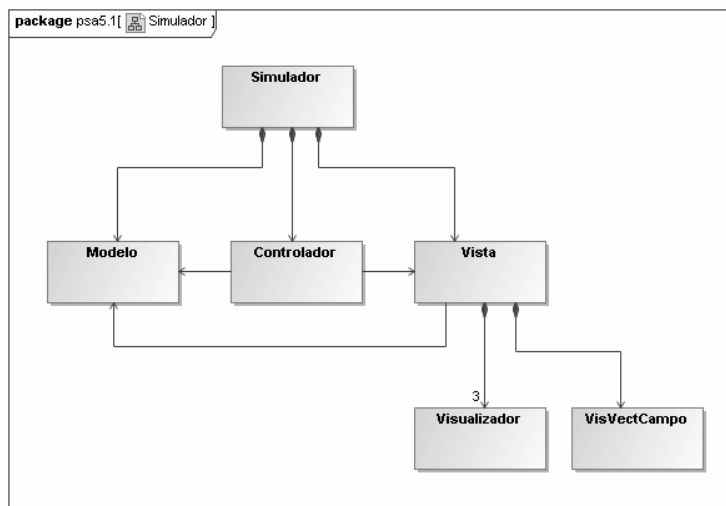 package psa5.1[ Simulador ]
Simulador
Modelo
Controlador
Vista
3
Visualizador
VisVectCampo